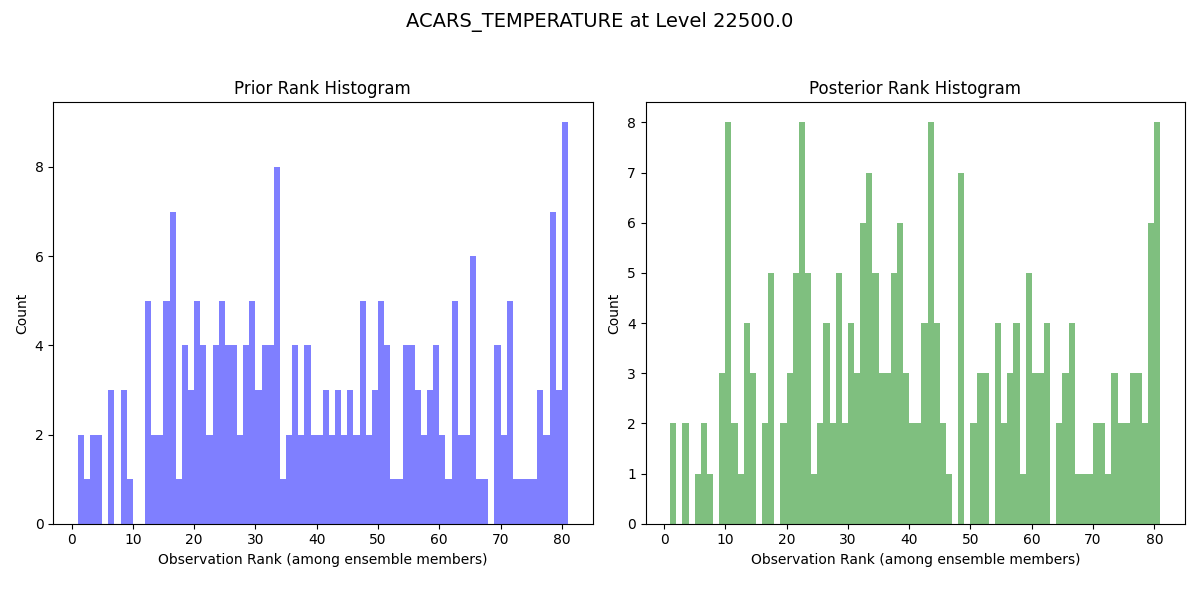 ACARS_TEMPERATURE at Level 22500.0
Prior Rank Histogram
Count
8
6
4
2
0
0 10 20 30 40 50 60 70 80
Observation Rank (among ensemble members)
Posterior Rank Histogram
Count
8
7
6
5
4
3
2
1
0
0 10 20 30 40 50 60 70 80
Observation Rank (among ensemble members)